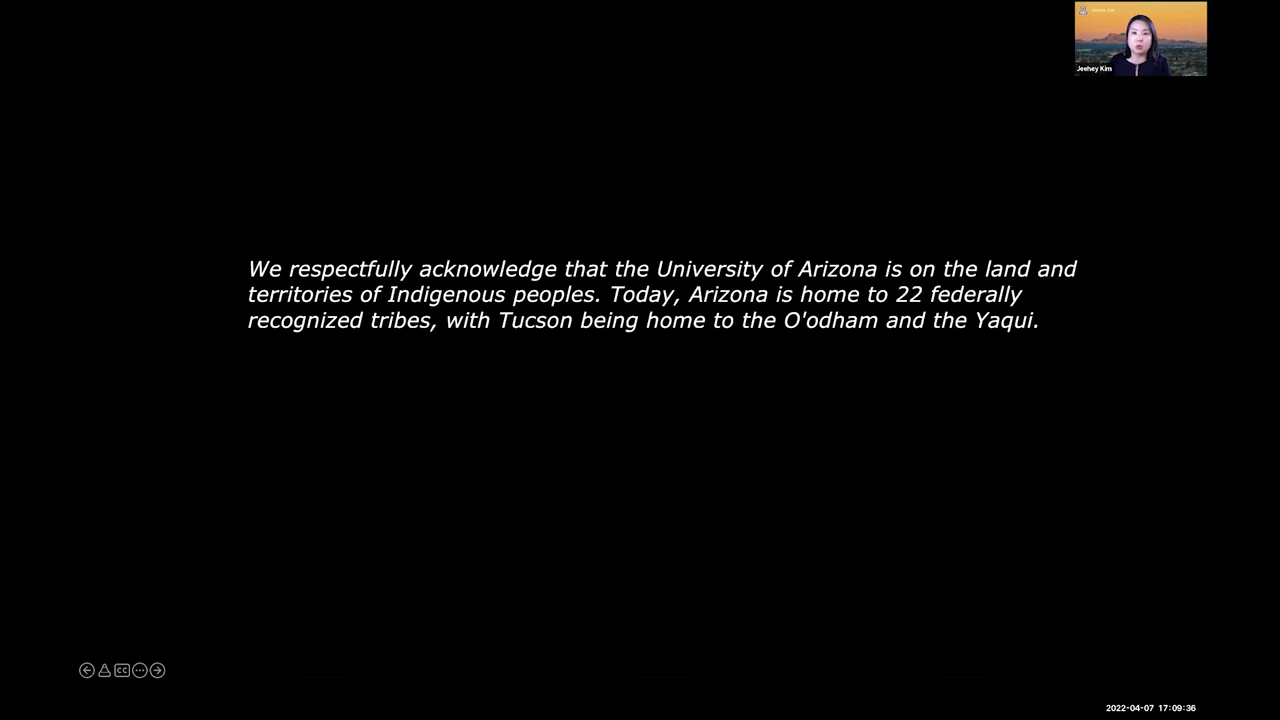 Jeehey Kim
We respectfully acknowledge that the University of Arizona is on the land and
territories of Indigenous peoples. Today, Arizona is home to 22 federally
recognized tribes, with Tucson being home to the O'odham and the Yaqui.
CC
2022-04-07 17:09:36